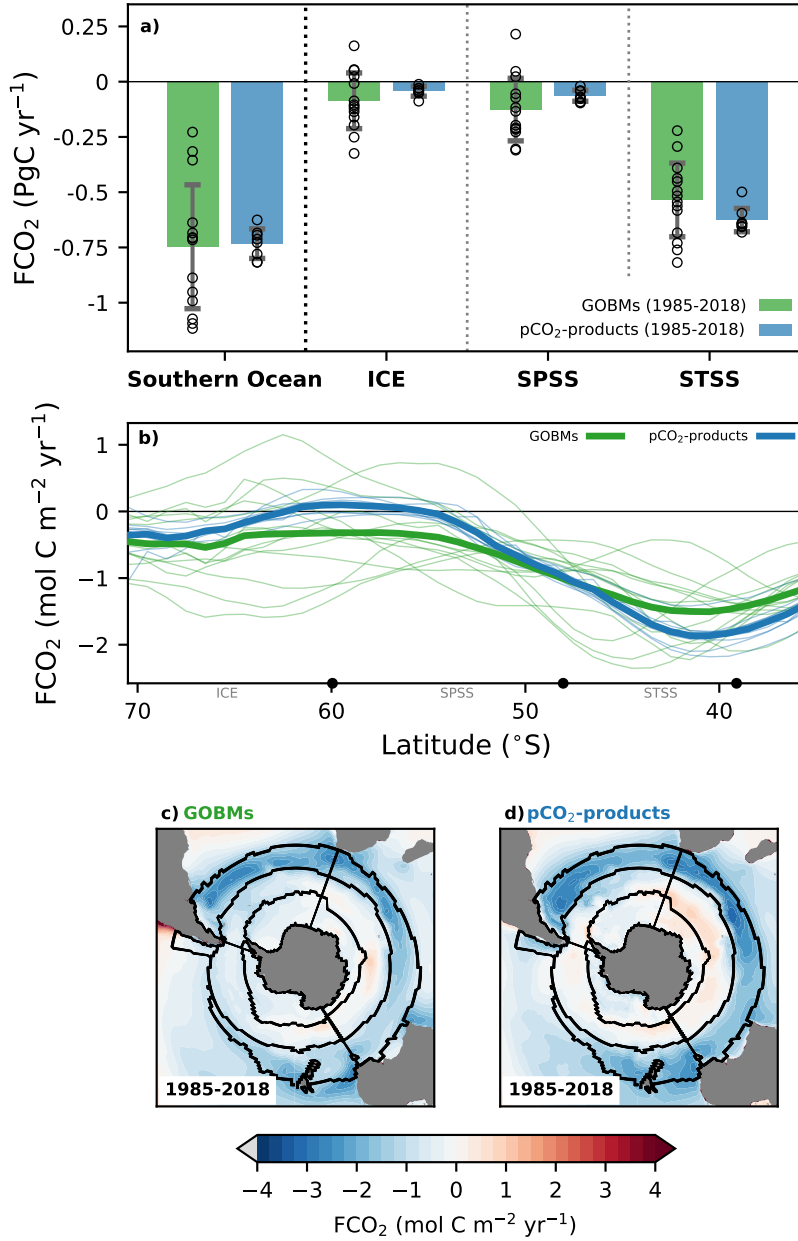 a)
0.25
0
-0.25
-0.5
-0.75
-1
FCO₂ (PgC yr⁻¹)
GOBMs (1985-2018)
pCO₂-products (1985-2018)
Southern Ocean ICE SPSS STSS
b)
GOBMs pCO₂-products
1
0
−1
−2
FCO₂ (mol C m⁻² yr⁻¹)
ICE SPSS STSS
70 60 50 40
Latitude (°S)
c) GOBMs d) pCO₂-products
1985-2018 1985-2018
−4 −3 −2 −1 0 1 2 3 4
FCO₂ (mol C m⁻² yr⁻¹)